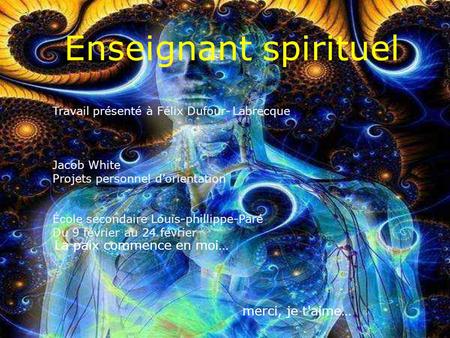 Enseignant spirituel
Travail présenté à Félix Dufour-Labrecque
Jacob White
Projets personnel d'orientation
École secondaire Louis-phillippe-Paré
Du 9 février au 24 février
La paix commence en moi...
merci, je t'aime...